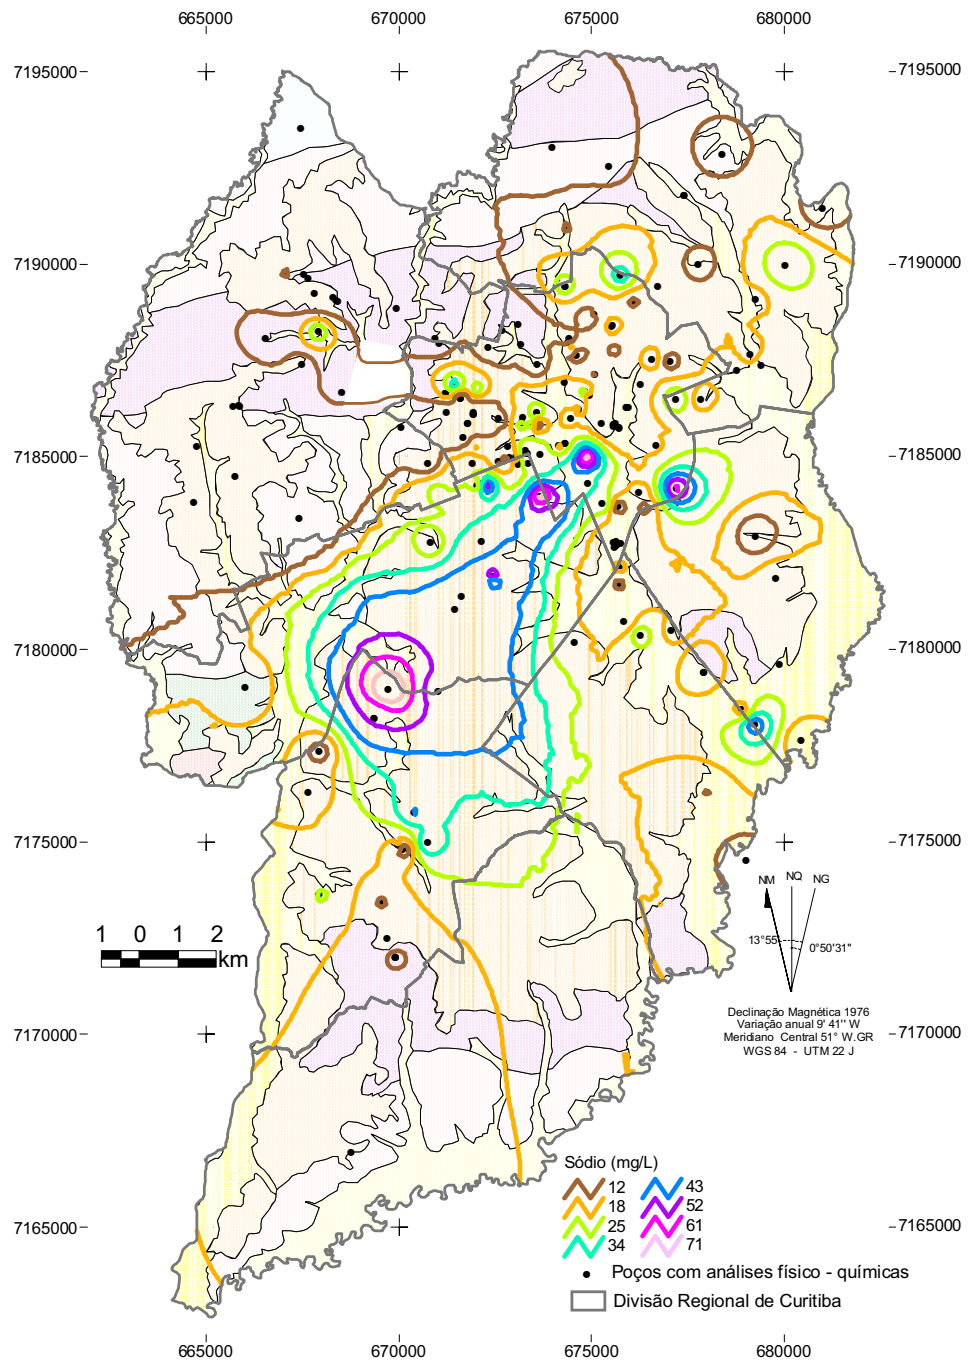 665000 670000 675000 680000
7195000 7195000
7190000 7190000
7185000 7185000
7180000 7180000
7175000 7175000
NM NQ NG
13°55' 0°50'31"
1 0 1 2
km
Declinação Magnética 1976
Variação anual 9' 41'' W
Meridiano Central 51° W.GR
WGS 84 - UTM 22 J
7170000 7170000
Sódio (mg/L)
12 43
18 52
25 61
34 71
7165000 7165000
Poços com análises físico - químicas
Divisão Regional de Curitiba
665000 670000 675000 680000